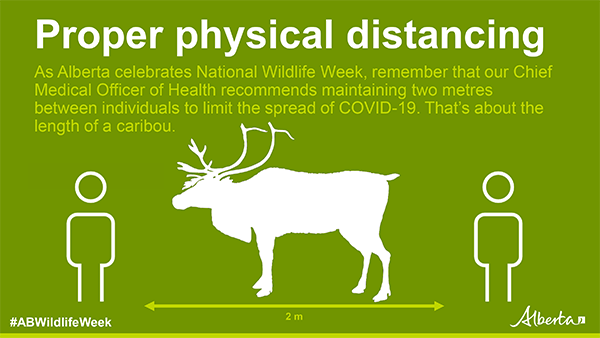 Proper physical distancing
As Alberta celebrates National Wildlife Week, remember that our Chief
Medical Officer of Health recommends maintaining two metres
between individuals to limit the spread of COVID-19. That's about the
length of a caribou.
2 m
#ABWildlifeWeek
Alberta